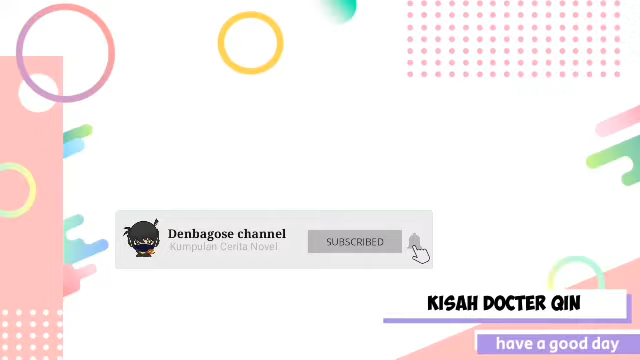 Denbagose channel
Kumpulan Cerita Novel
SUBSCRIBED
KISAH DOCTER QIN
have a good day